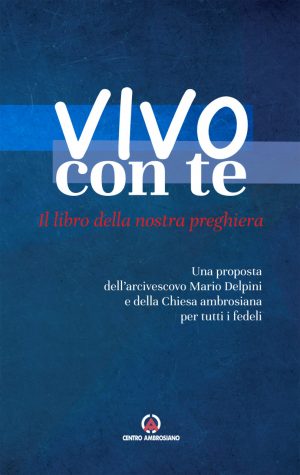 VIVO
con te
Il libro della nostra preghiera
Una proposta
dell'arcivescovo Mario Delpini
e della Chiesa ambrosiana
per tutti i fedeli
CENTRO AMBROSIANO